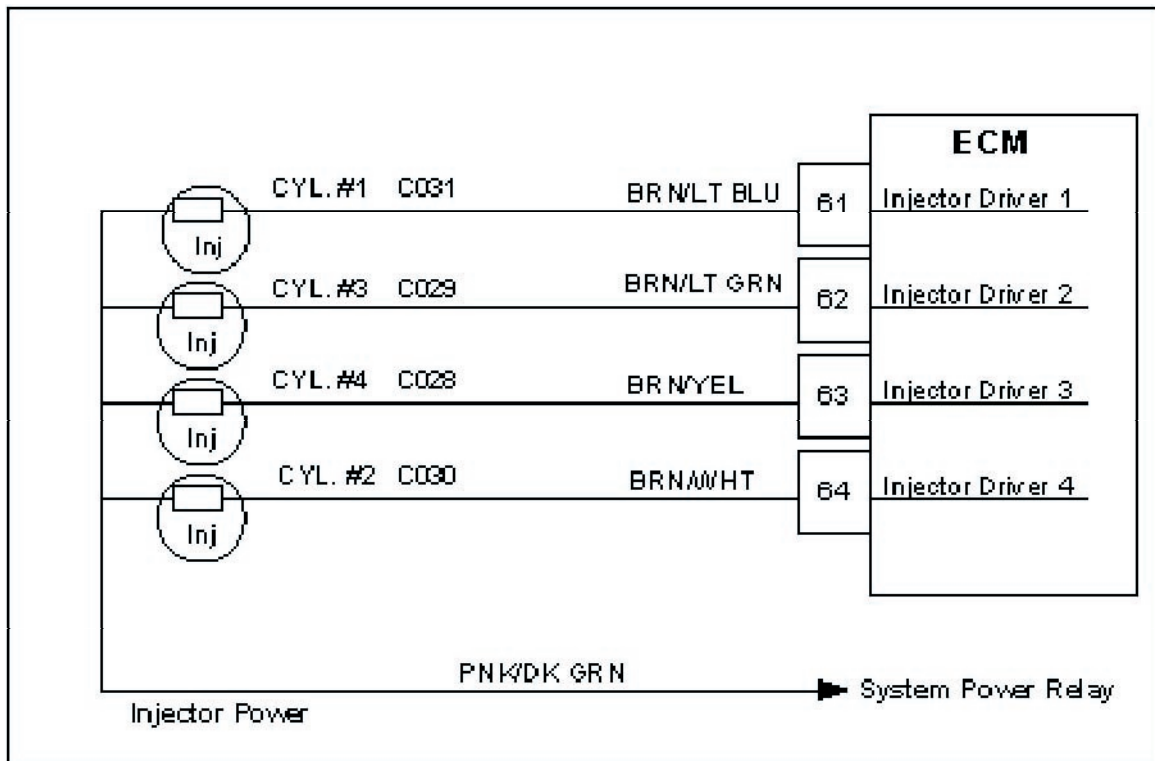 ECM
CYL. #1 C031 BRN/LT BLU 61 Injector Driver 1
Inj
CYL. #3 C029 BRN/LT GRN 62 Injector Driver 2
Inj
CYL. #4 C028 BRN/YEL 63 Injector Driver 3
Inj
CYL. #2 C030 BRN/WHT 64 Injector Driver 4
Inj
PNK/DK GRN
System Power Relay
Injector Power